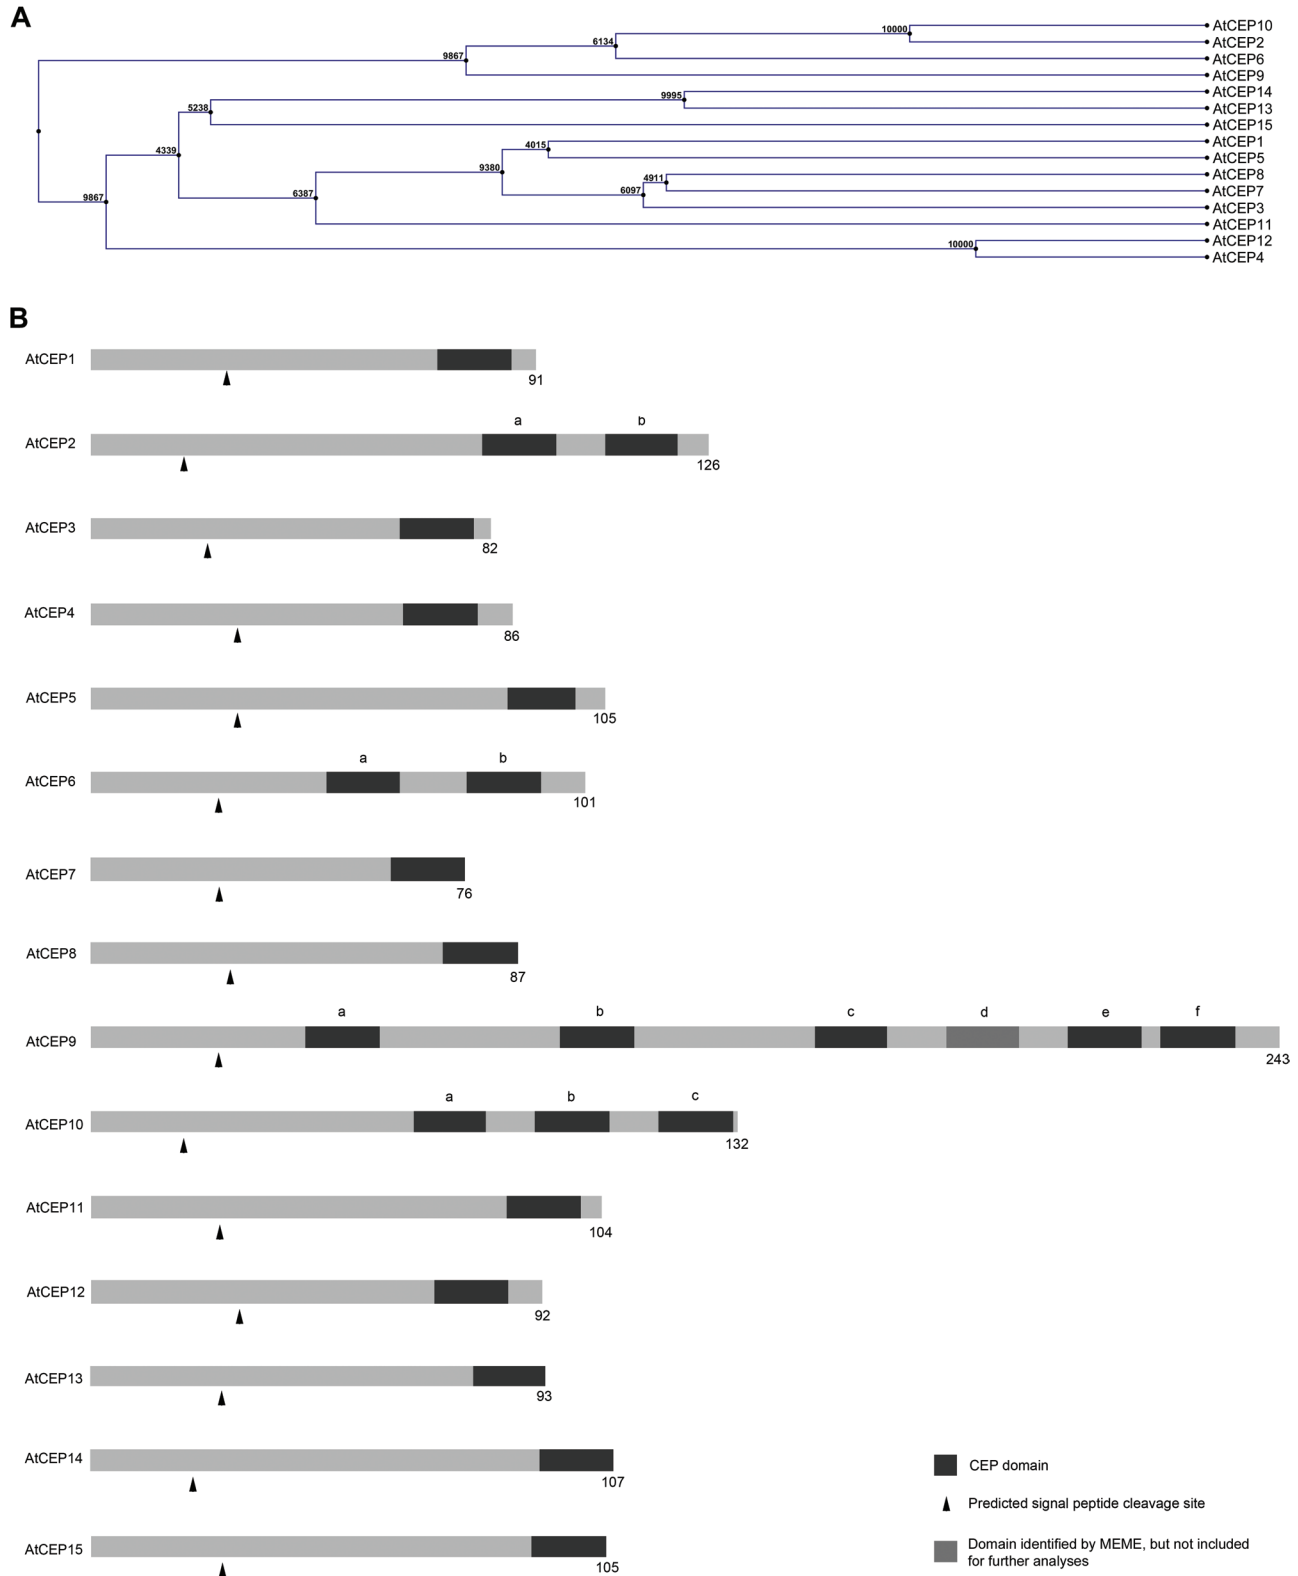 A
10000 AtCEP10
6134 AtCEP2
9867 AtCEP6
AtCEP9
9995 AtCEP14
5238 AtCEP13
AtCEP15
4339 4015 AtCEP1
9380 AtCEP5
4911 AtCEP8
6097 AtCEP7
9867 6387 AtCEP3
AtCEP11
10000 AtCEP12
AtCEP4
B
AtCEP1
91
a b
AtCEP2
126
AtCEP3
82
AtCEP4
86
AtCEP5
105
a b
AtCEP6
101
AtCEP7
76
AtCEP8
87
a b c d e f
AtCEP9
243
a b c
AtCEP10
132
AtCEP11
104
AtCEP12
92
AtCEP13
93
AtCEP14
107
AtCEP15
105
CEP domain
Predicted signal peptide cleavage site
Domain identified by MEME, but not included
for further analyses